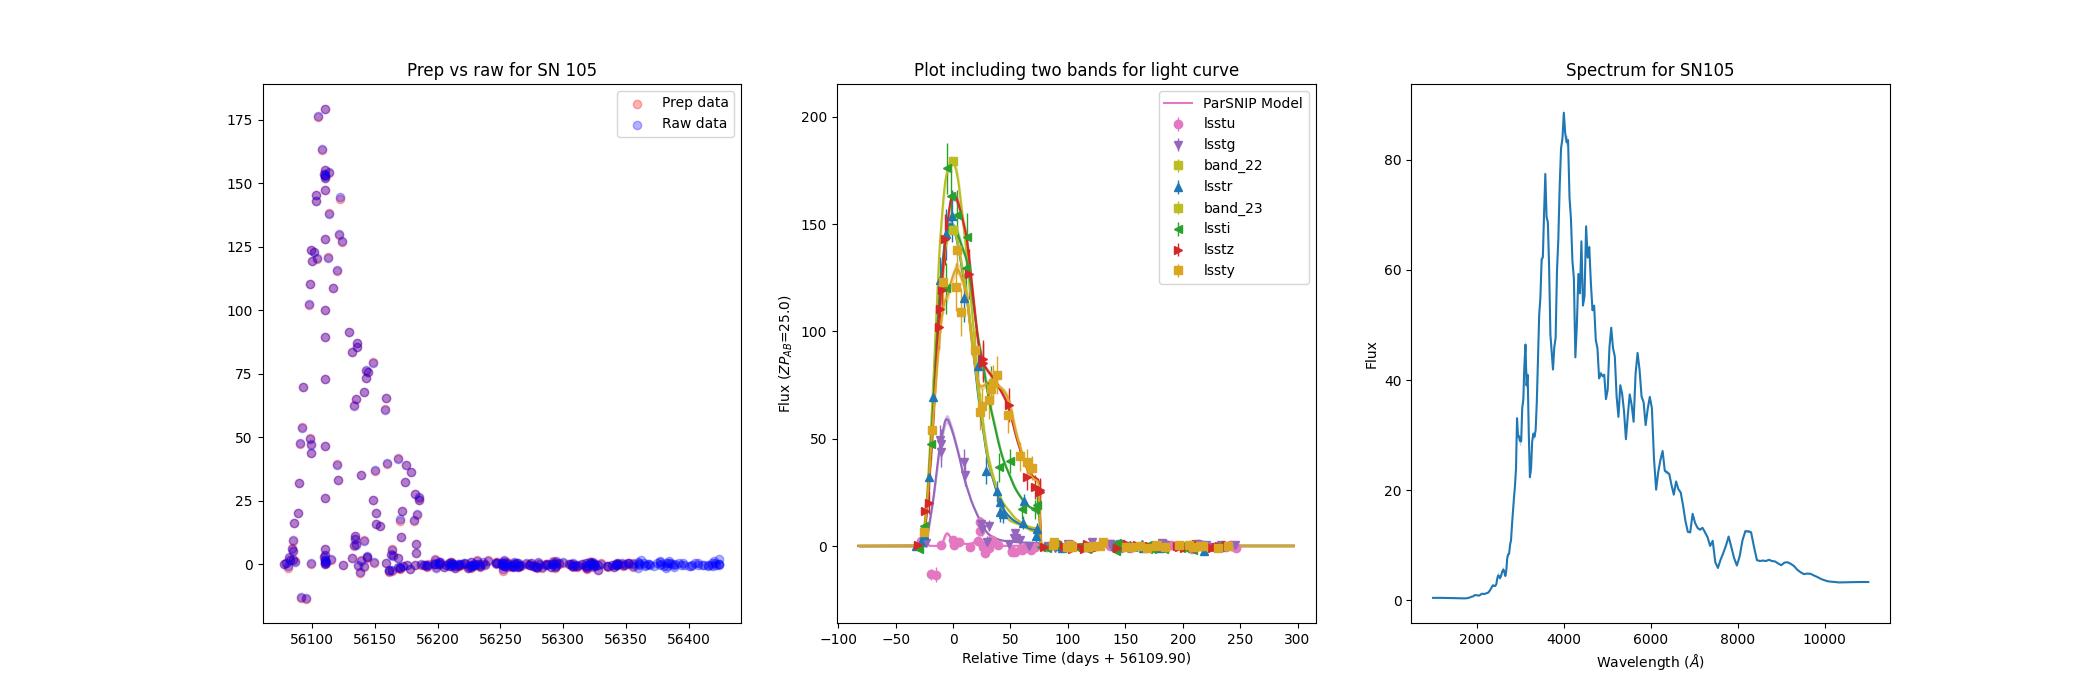 Prep vs raw for SN 105
Prep data
Raw data
175
150
125
100
75
50
25
0
56100
56150
56200
56250
56300
56350
56400
Plot including two bands for light curve
ParSNIP Model
lsstu
lsstg
band_22
lsstr
band_23
lssti
lsstz
lssty
Flux (ZP_AB=25.0)
200
150
100
50
0
−100
−50
0
50
100
150
200
250
300
Relative Time (days + 56109.90)
Spectrum for SN105
Flux
80
60
40
20
0
2000
4000
6000
8000
10000
Wavelength (Å)